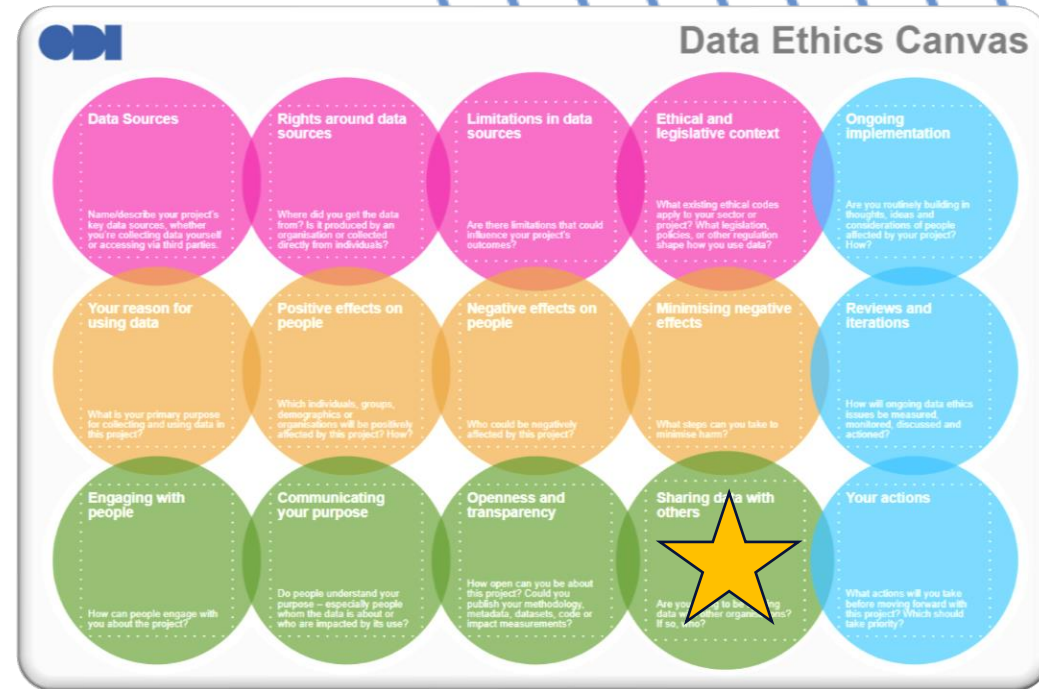 ODI
Data Ethics Canvas
Data Sources
Name/describe your project's
key data sources, whether
you're collecting data yourself
or accessing via third parties.
Rights around data
sources
Where did you get the data
from? Is it produced by an
organisation or collected
directly from individuals?
Limitations in data
sources
Are there limitations that could
influence your project's
outcomes?
Ethical and
legislative context
What existing ethical codes
apply to your sector or
project? What legislation,
policies, or other regulation
shape how you use data?
Ongoing
implementation
Are you routinely building in
thoughts, ideas and
considerations of people
affected by your project?
How?
Your reason for
using data
What is your primary purpose
for collecting and using data in
this project?
Positive effects on
people
Which individuals, groups,
demographics or
organisations will be positively
affected by this project? How?
Negative effects on
people
Who could be negatively
affected by this project?
Minimising negative
effects
What steps can you take to
minimise harm?
Reviews and
iterations
How will ongoing data ethics
issues be measured,
monitored, discussed and
actioned?
Engaging with
people
How can people engage with
you about the project?
Communicating
your purpose
Do people understand your
purpose – especially people
whom the data is about or
who are impacted by its use?
Openness and
transparency
How open can you be about
this project? Could you
publish your methodology,
metadata, datasets, code or
impact measurements?
Sharing data with
others
Are you to be
data other
If so,
Your actions
What actions will you take
before moving forward with
this project? Which should
take priority?